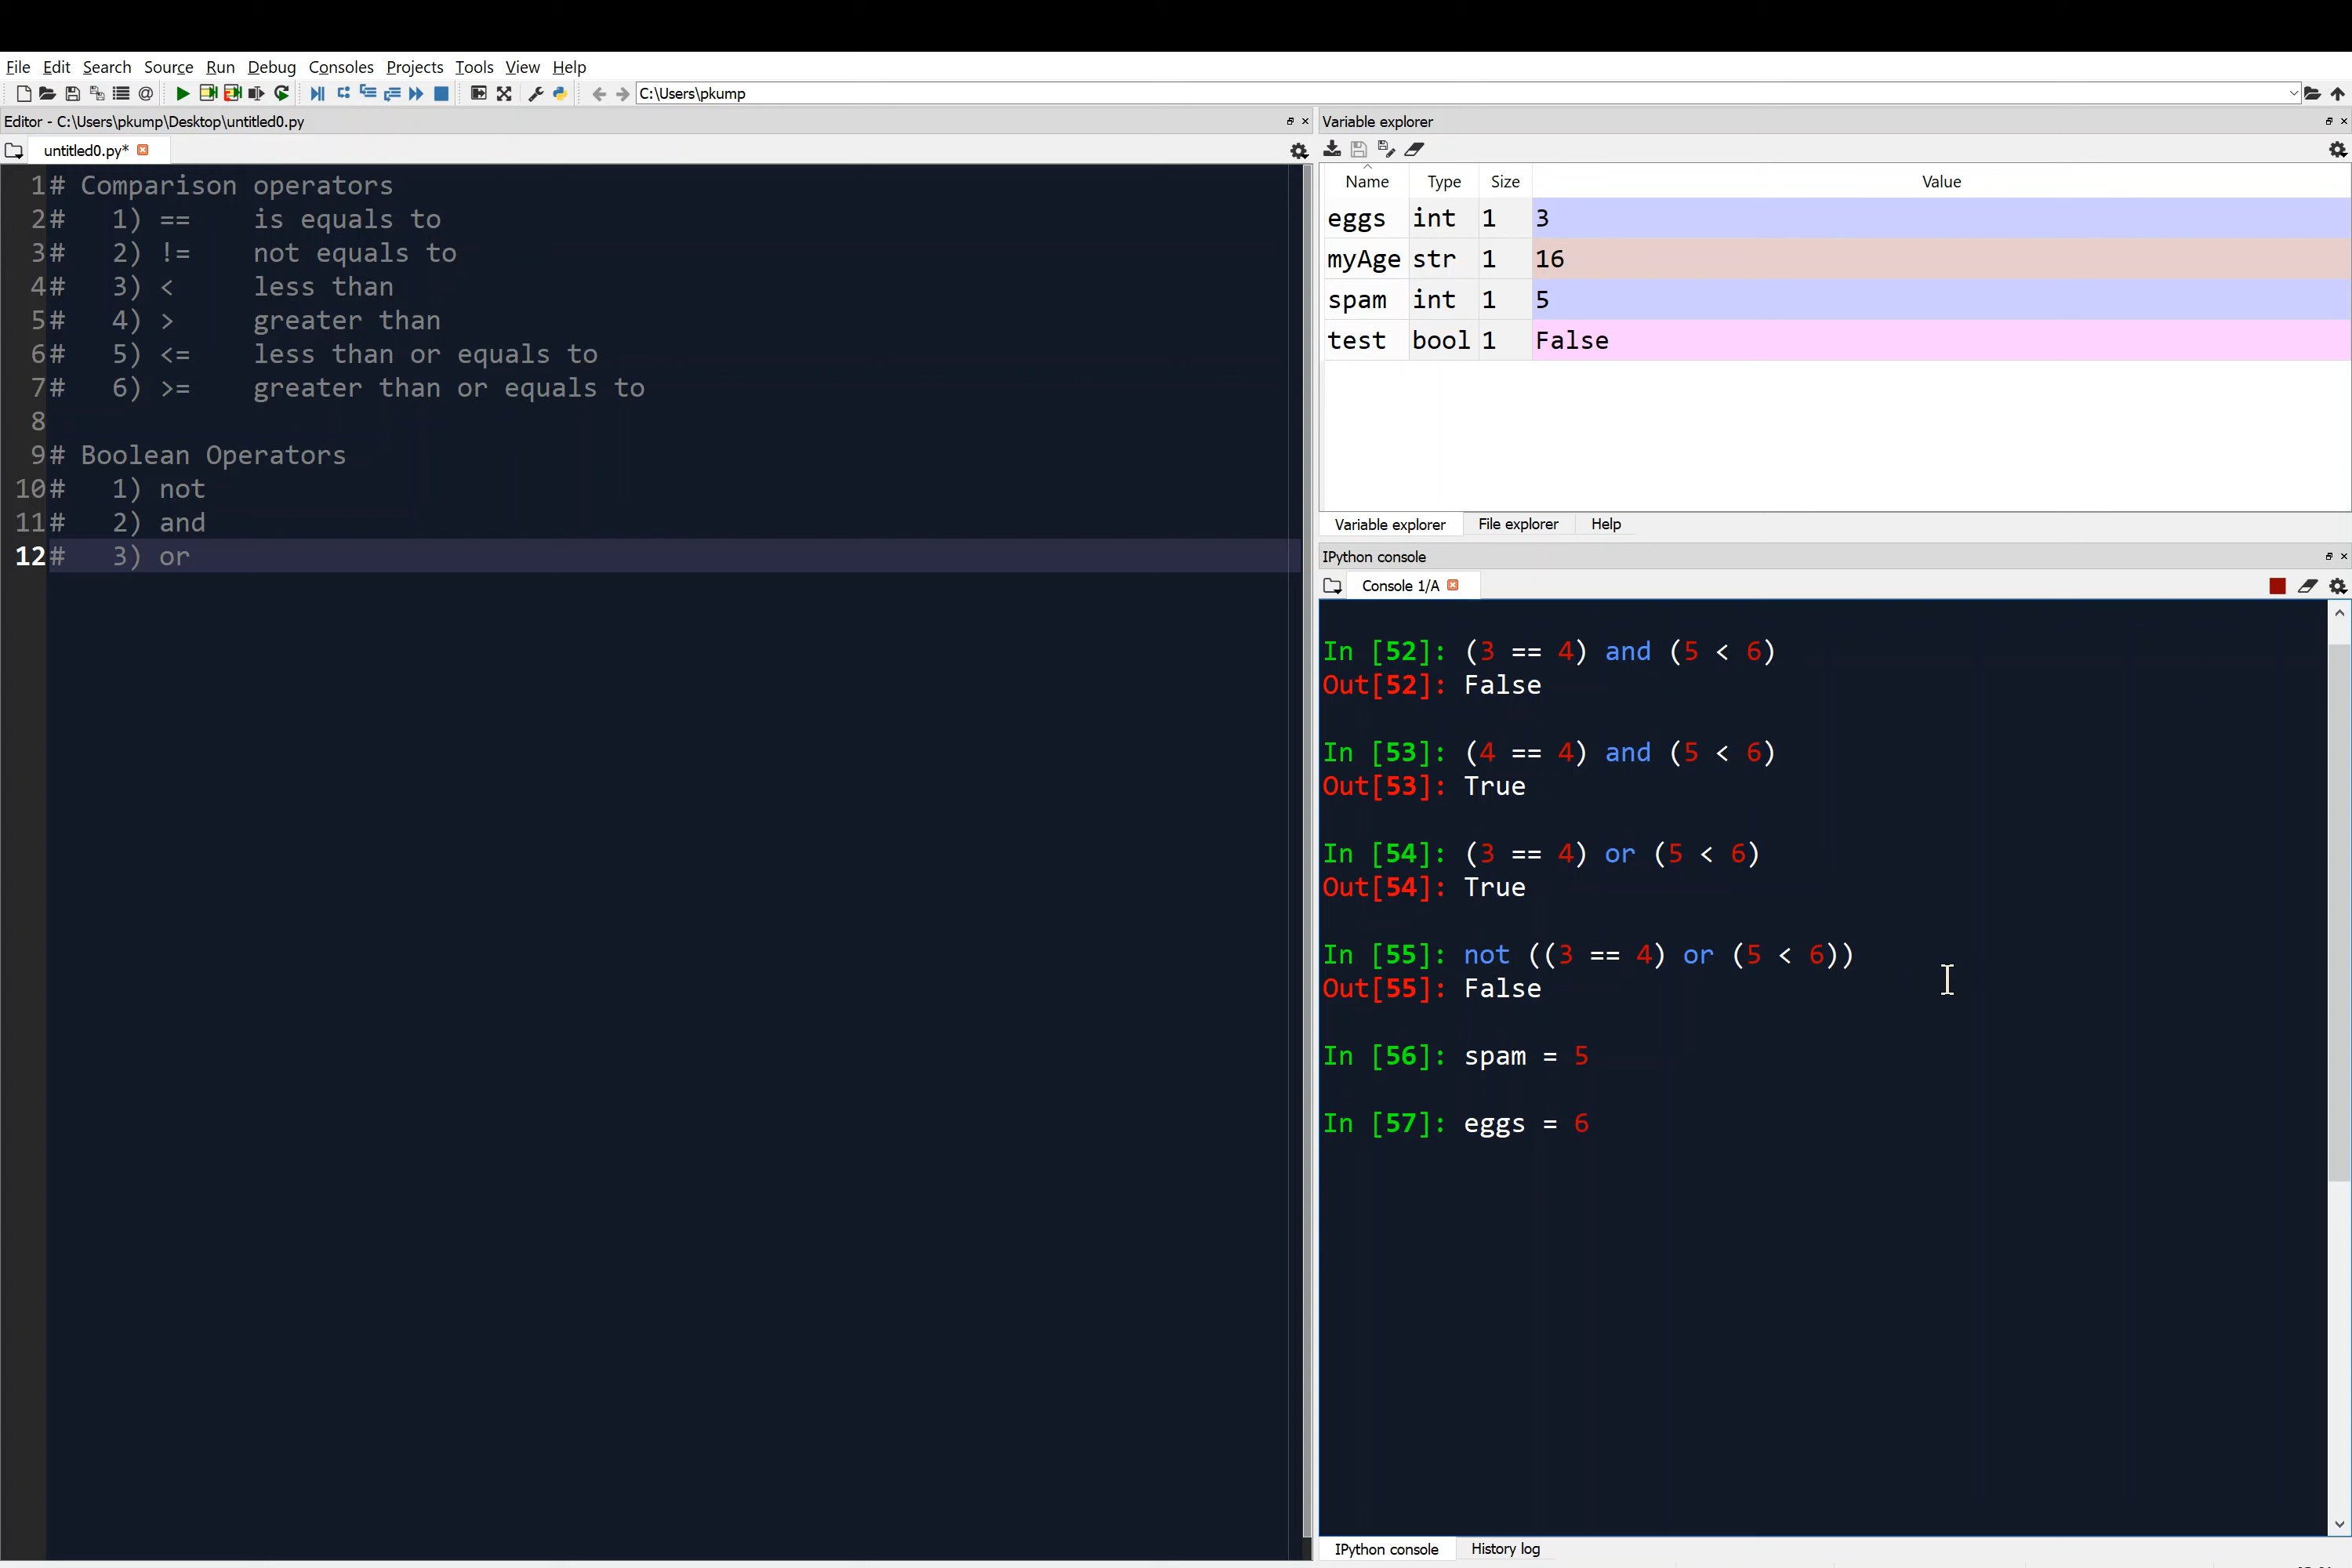 File Edit Search Source Run Debug Consoles Projects Tools View Help
C:\Users\pkump
Editor - C:\Users\pkump\Desktop\untitled0.py
untitled0.py*
1# Comparison operators
2#   1) ==    is equals to
3#   2) !=    not equals to
4#   3) <     less than
5#   4) >     greater than
6#   5) <=    less than or equals to
7#   6) >=    greater than or equals to
8
9# Boolean Operators
10#   1) not
11#   2) and
12#   3) or
Variable explorer
Name Type Size Value
eggs int 1 3
myAge str 1 16
spam int 1 5
test bool 1 False
Variable explorer File explorer Help
IPython console
Console 1/A
In [52]: (3 == 4) and (5 < 6)
Out[52]: False
In [53]: (4 == 4) and (5 < 6)
Out[53]: True
In [54]: (3 == 4) or (5 < 6)
Out[54]: True
In [55]: not ((3 == 4) or (5 < 6))
Out[55]: False
In [56]: spam = 5
In [57]: eggs = 6
IPython console History log